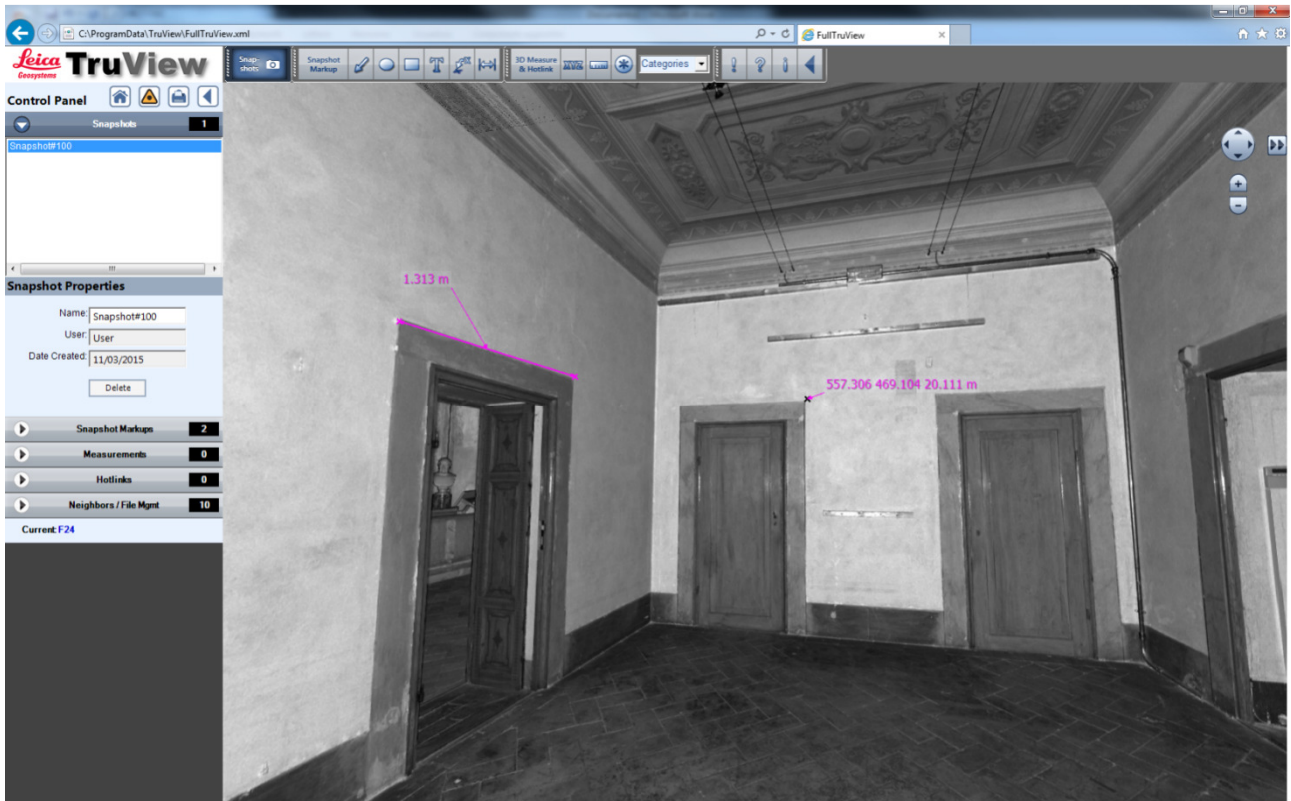 C:\ProgramData\TruView\FullTruView.xml
FullTruView
Leica
Geosystems
TruView
Snap-
shots
Snapshot
Markup
3D Measure
& Hotlink
Categories
Control Panel
Snapshots 1
Snapshot#100
Snapshot Properties
Name: Snapshot#100
User: User
Date Created: 11/03/2015
Delete
Snapshot Markups 2
Measurements 0
Hotlinks 0
Neighbors / File Mgmt 10
Current: F24
1.313 m
557.306 469.104 20.111 m